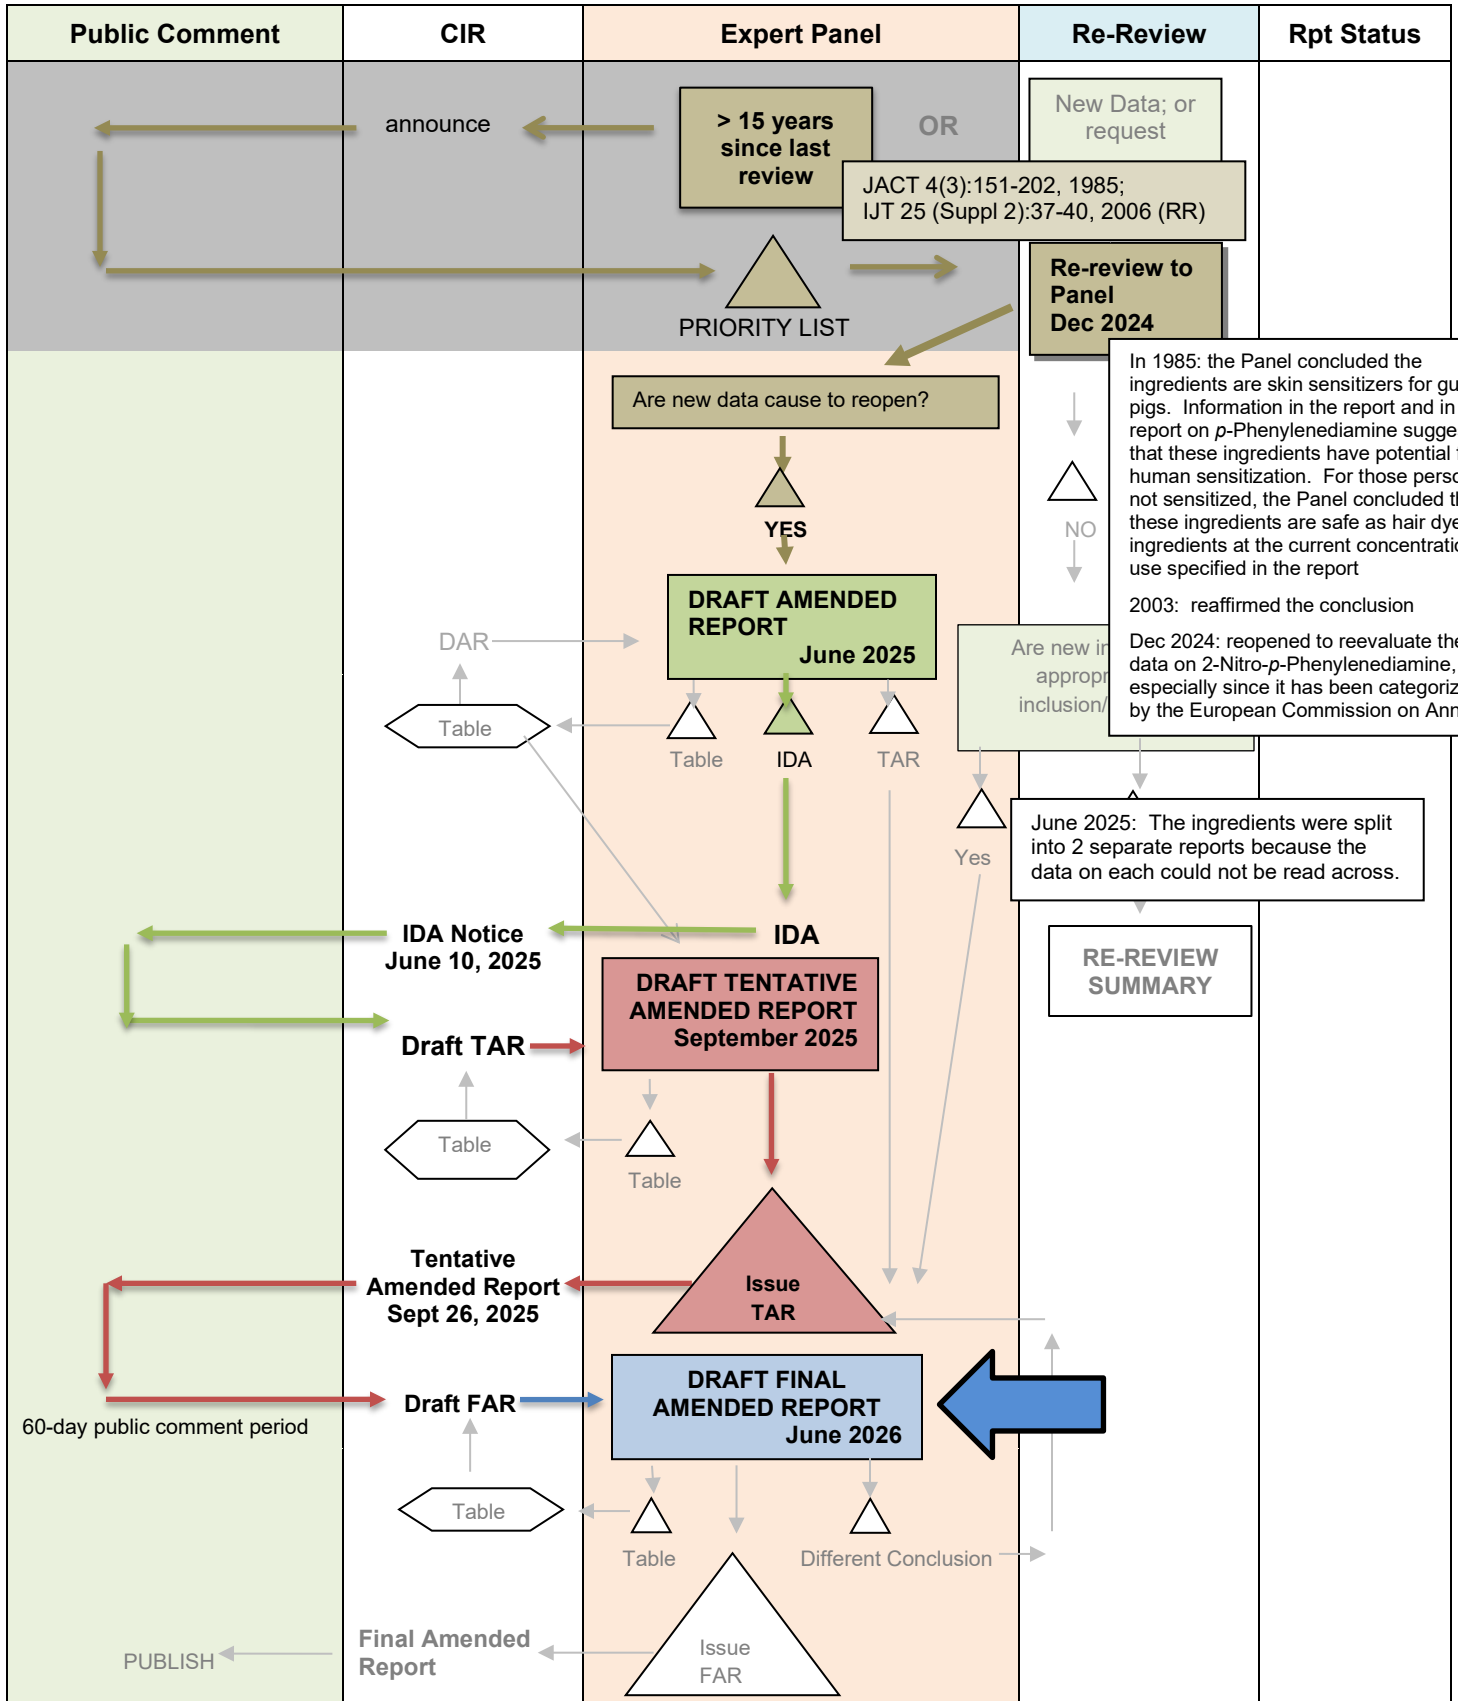 Public Comment
CIR
Expert Panel
Re-Review
Rpt Status
announce
> 15 years
since last
review
OR
New Data; or
request
JACT 4(3):151-202, 1985;
IJT 25 (Suppl 2):37-40, 2006 (RR)
PRIORITY LIST
Re-review to
Panel
Dec 2024
Are new data cause to reopen?
YES
In 1985: the Panel concluded the
ingredients are skin sensitizers for
pigs. Information in the report and in
report on p-Phenylenediamine
that these ingredients have potential
human sensitization. For those
not sensitized, the Panel concluded
these ingredients are safe as hair
ingredients at the current
use specified in the report
2003: reaffirmed the conclusion
Dec 2024: reopened to reevaluate
data on 2-Nitro-p-Phenylenediamine,
especially since it has been
by the European Commission on
NO
DRAFT AMENDED
REPORT
June 2025
DAR
Table
Table
IDA
TAR
Are new
Yes
June 2025: The ingredients were split
into 2 separate reports because the
data on each could not be read across.
IDA Notice
June 10, 2025
IDA
RE-REVIEW
SUMMARY
DRAFT TENTATIVE
AMENDED REPORT
September 2025
Draft TAR
Table
Table
Tentative
Amended Report
Sept 26, 2025
Issue
TAR
DRAFT FINAL
AMENDED REPORT
June 2026
Draft FAR
60-day public comment period
Table
Table
Different Conclusion
Final Amended
Report
PUBLISH
Issue
FAR